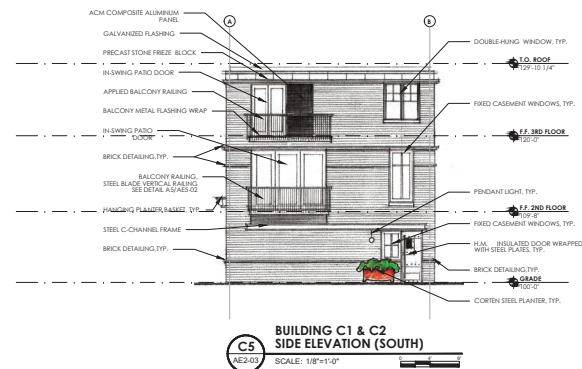 ACM COMPOSITE ALUMINUM
PANEL
GALVANIZED FLASHING
PRECAST STONE FRIEZE BLOCK
IN-SWING PATIO DOOR
APPLIED BALCONY RAILING
BALCONY METAL FLASHING WRAP
IN-SWING PATIO
DOOR
BRICK DETAILING,TYP.
BALCONY RAILING,
STEEL BLADE VERTICAL RAILING
SEE DETAIL A5/AE5-02
HANGING PLANTER BASKET, TYP.
STEEL C-CHANNEL FRAME
BRICK DETAILING,TYP.
A
B
DOUBLE-HUNG WINDOW, TYP.
T.O. ROOF
129'-10 1/4"
FIXED CASEMENT WINDOWS, TYP.
F.F. 3RD FLOOR
120'-0"
PENDANT LIGHT, TYP.
F.F. 2ND FLOOR
109'-8"
FIXED CASEMENT WINDOWS, TYP.
H.M. INSULATED DOOR WRAPPED
WITH STEEL PLATES, TYP.
BRICK DETAILING,TYP.
GRADE
100'-0"
CORTEN STEEL PLANTER, TYP.
C5
AE2-03
BUILDING C1 & C2
SIDE ELEVATION (SOUTH)
SCALE: 1/8"=1'-0"